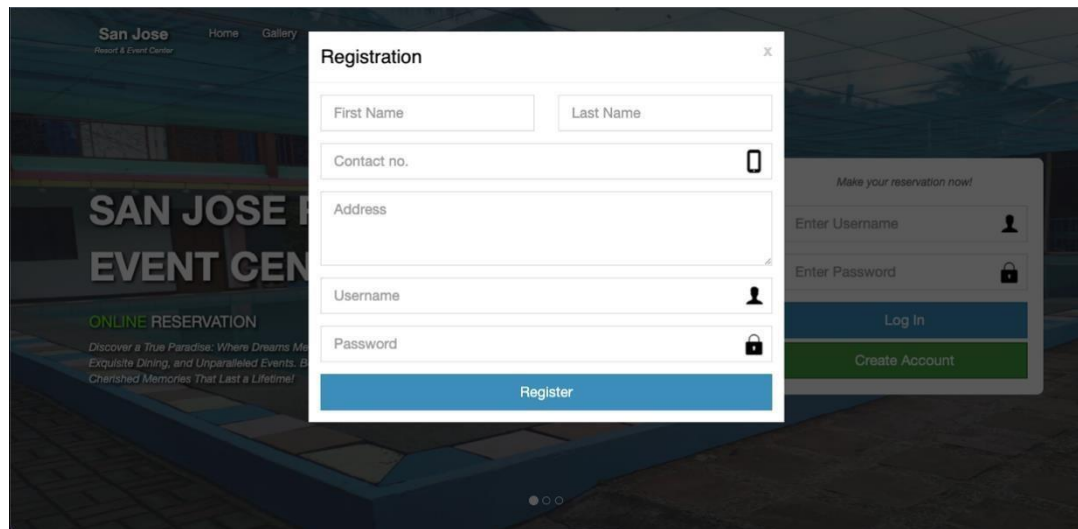 San Jose
Resort & Event Center
Home Gallery
Registration x
First Name Last Name
Contact no.
Address
Username
Password
Register
SAN JOSE
EVENT CEN
ONLINE RESERVATION
Discover a True Paradise: Where Dreams Me
Exquisite Dining, and Unparalleled Events. B
Cherished Memories That Last a Lifetime!
Make your reservation now!
Enter Username
Enter Password
Log In
Create Account